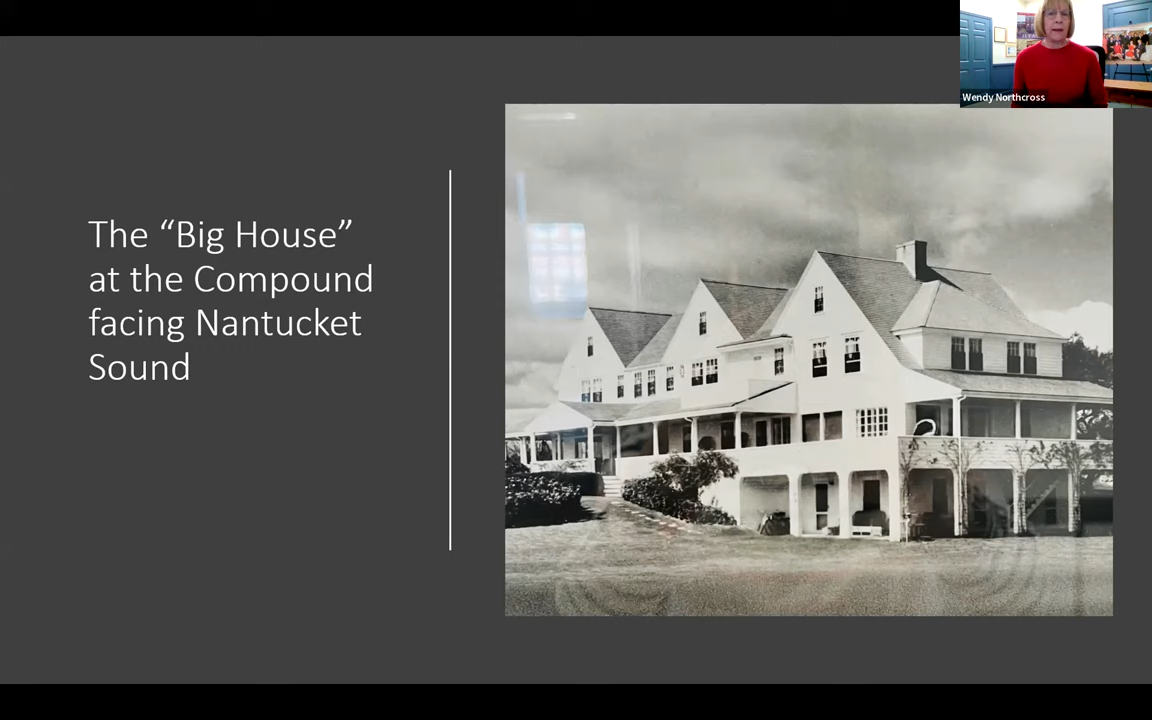 The “Big House”
at the Compound
facing Nantucket
Sound
Wendy Northcross